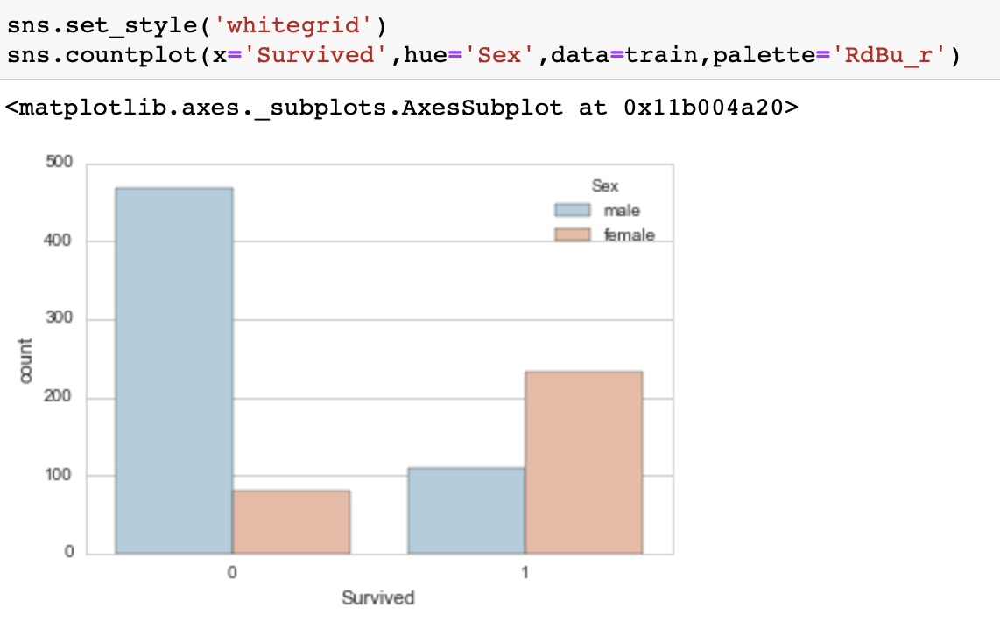 sns.set_style('whitegrid')
sns.countplot(x='Survived',hue='Sex',data=train,palette='RdBu_r')
<matplotlib.axes._subplots.AxesSubplot at 0x11b004a20>
500
400
300
200
100
0
count
Sex
male
female
0 1
Survived